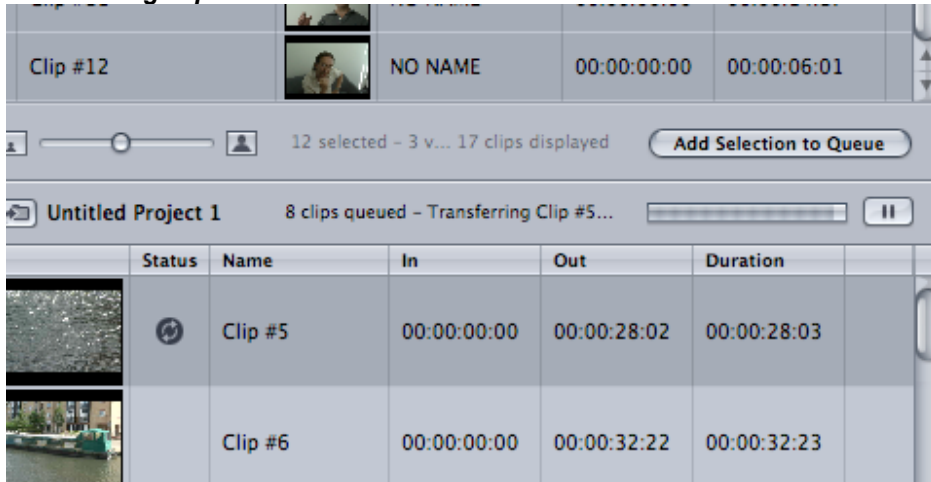 Clip #12 NO NAME 00:00:00:00 00:00:06:01
12 selected – 3 v... 17 clips displayed Add Selection to Queue
Untitled Project 1 8 clips queued – Transferring Clip #5...
Status Name In Out Duration
Clip #5 00:00:00:00 00:00:28:02 00:00:28:03
Clip #6 00:00:00:00 00:00:32:22 00:00:32:23